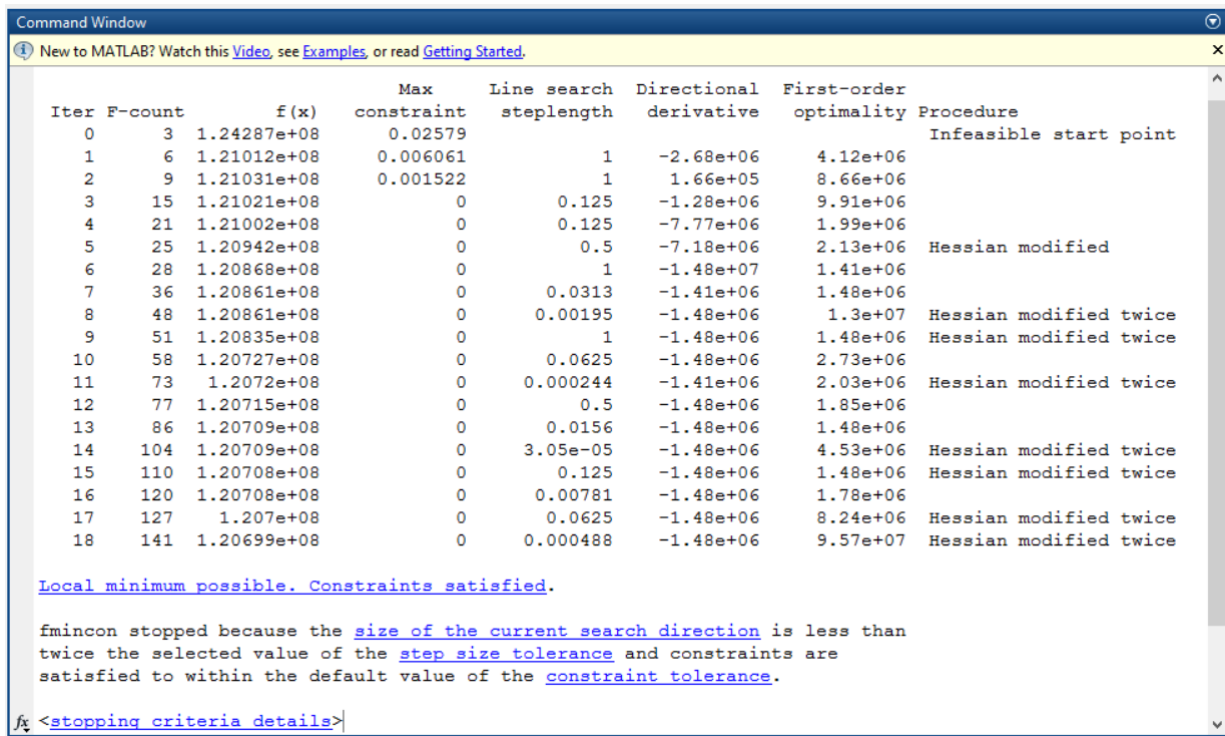 Command Window
New to MATLAB? Watch this Video, see Examples, or read Getting Started.
Max Line search Directional First-order
Iter F-count f(x) constraint steplength derivative optimality Procedure
0 3 1.24287e+08 0.02579 Infeasible start point
1 6 1.21012e+08 0.006061 1 -2.68e+06 4.12e+06
2 9 1.21031e+08 0.001522 1 1.66e+05 8.66e+06
3 15 1.21021e+08 0 0.125 -1.28e+06 9.91e+06
4 21 1.21002e+08 0 0.125 -7.77e+06 1.99e+06
5 25 1.20942e+08 0 0.5 -7.18e+06 2.13e+06 Hessian modified
6 28 1.20868e+08 0 1 -1.48e+07 1.41e+06
7 36 1.20861e+08 0 0.0313 -1.41e+06 1.48e+06
8 48 1.20861e+08 0 0.00195 -1.48e+06 1.3e+07 Hessian modified twice
9 51 1.20835e+08 0 1 -1.48e+06 1.48e+06 Hessian modified twice
10 58 1.20727e+08 0 0.0625 -1.48e+06 2.73e+06
11 73 1.2072e+08 0 0.000244 -1.41e+06 2.03e+06 Hessian modified twice
12 77 1.20715e+08 0 0.5 -1.48e+06 1.85e+06
13 86 1.20709e+08 0 0.0156 -1.48e+06 1.48e+06
14 104 1.20709e+08 0 3.05e-05 -1.48e+06 4.53e+06 Hessian modified twice
15 110 1.20708e+08 0 0.125 -1.48e+06 1.48e+06 Hessian modified twice
16 120 1.20708e+08 0 0.00781 -1.48e+06 1.78e+06
17 127 1.207e+08 0 0.0625 -1.48e+06 8.24e+06 Hessian modified twice
18 141 1.20699e+08 0 0.000488 -1.48e+06 9.57e+07 Hessian modified twice
Local minimum possible. Constraints satisfied.
fmincon stopped because the size of the current search direction is less than
twice the selected value of the step size tolerance and constraints are
satisfied to within the default value of the constraint tolerance.
fx <stopping criteria details>